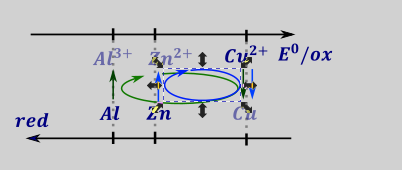 Al³⁺ Zn²⁺ Cu²⁺ E⁰/ox
Al Zn Cu
red